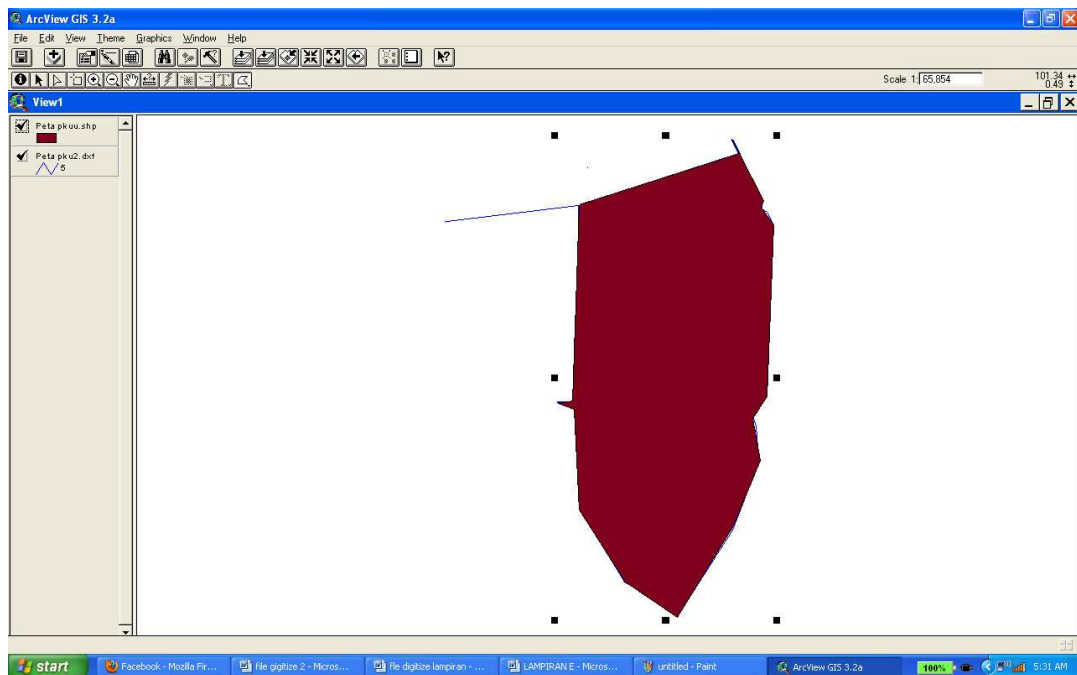 ArcView GIS 3.2a
File Edit View Theme Graphics Window Help
Scale 1: 65,854
101.34
0.49
View1
Peta pkuu.shp
Peta pku2.dxf
5
start Facebook - Mozilla Fir... file gigitize 2 - Micros... fle digitize lampiran - ... LAMPIRAN E - Micros... untitled - Paint ArcView GIS 3.2a 100% 5:31 AM